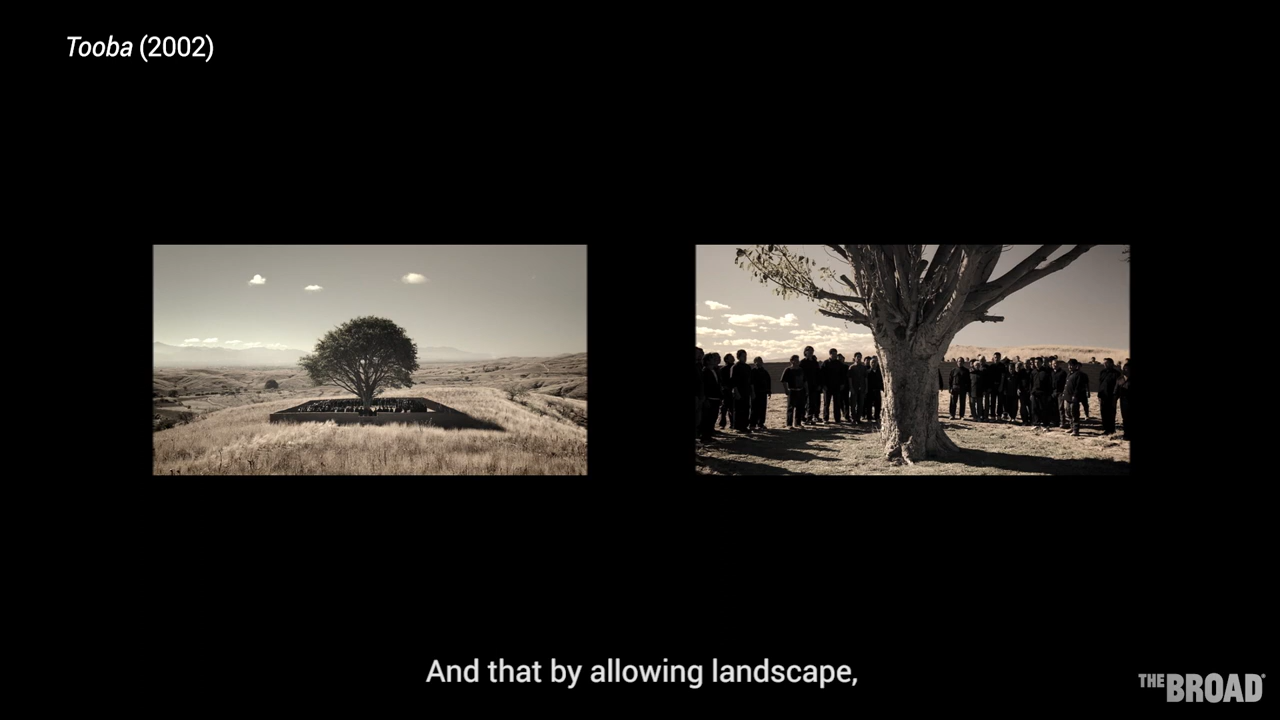 Tooba (2002)
And that by allowing landscape,
THE BROAD®